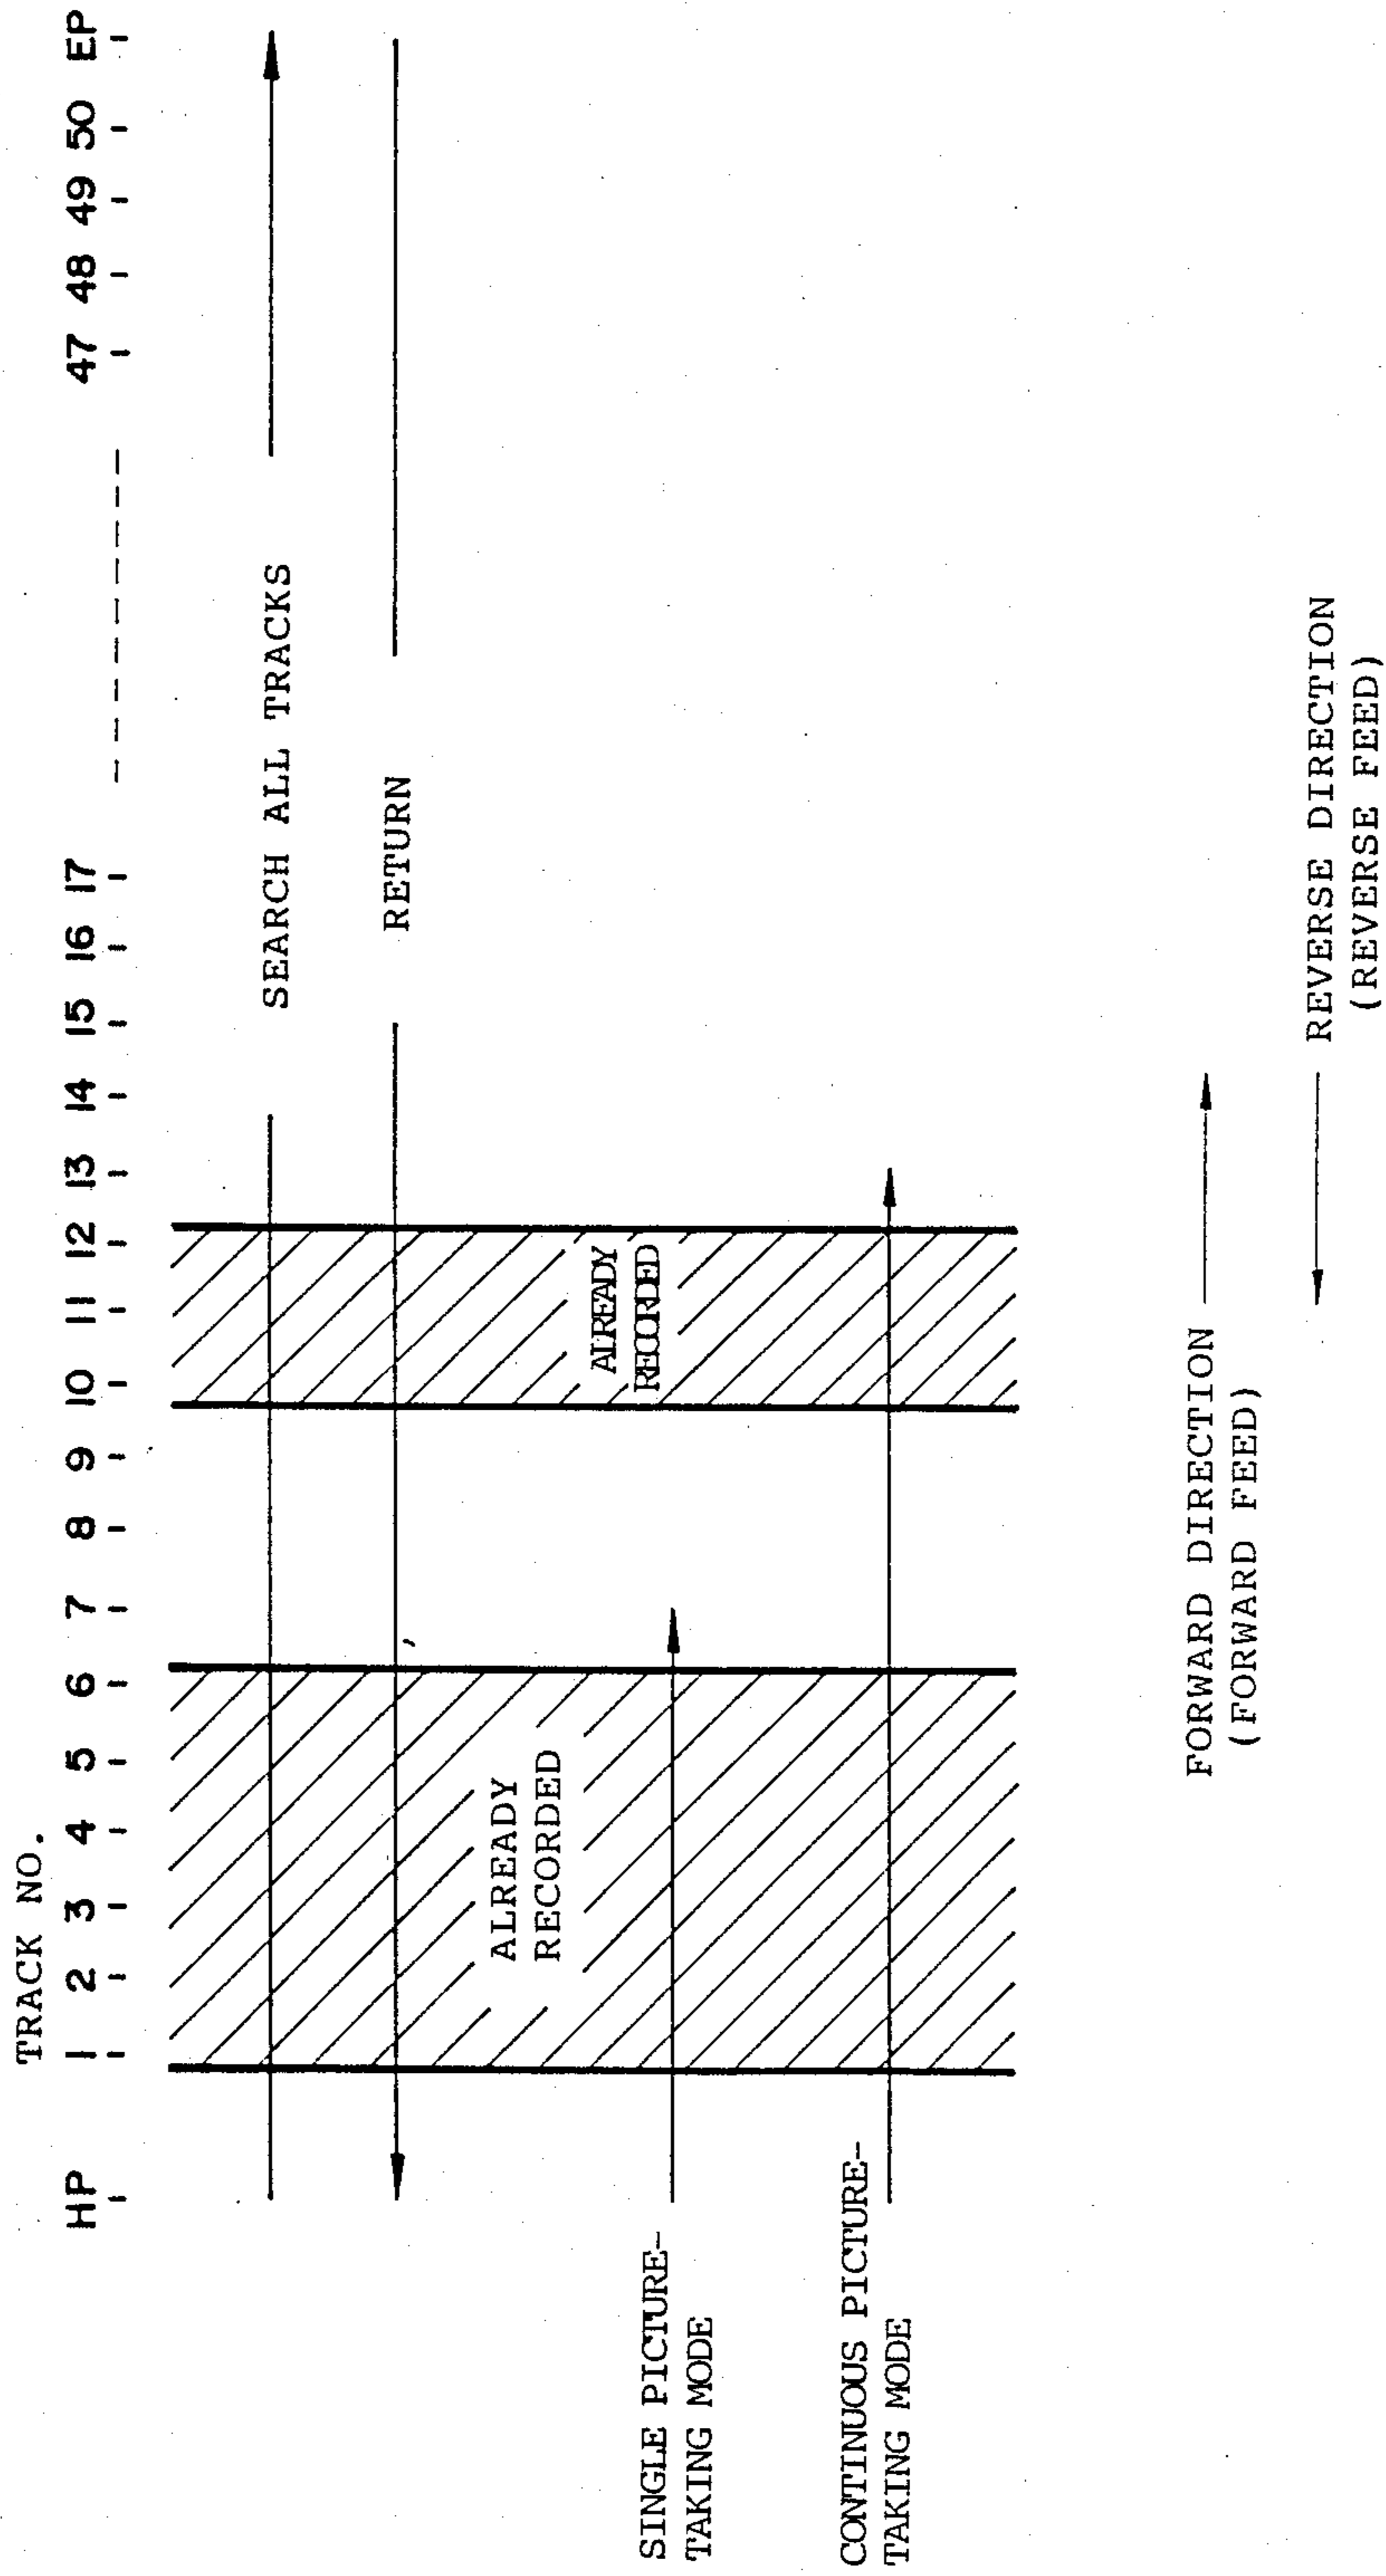 TRACK NO.
HP 1 2 3 4 5 6 7 8 9 10 11 12 13 14 15 16 17 47 48 49 50 EP
SEARCH ALL TRACKS
RETURN
ALREADY
RECORDED
ALREADY
RECORDED
SINGLE PICTURE-
TAKING MODE
CONTINUOUS PICTURE-
TAKING MODE
FORWARD DIRECTION
(FORWARD FEED)
REVERSE DIRECTION
(REVERSE FEED)